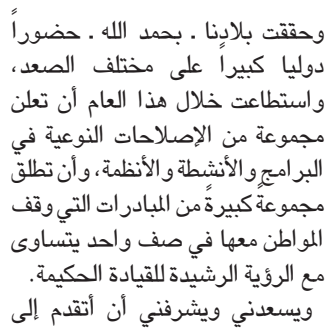 وحققت بلادنا . بحمد الله . حضوراً
دوليا كبيراً على مختلف الصعد،
واستطاعت خلال هذا العام أن تعلن
مجموعة من الإصلاحات النوعية في
البرامج والأنشطة والأنظمة، وأن تطلق
مجموعةً كبيرةً من المبادرات التي وقف
المواطن معها في صف واحد يتساوى
مع الرؤية الرشيدة للقيادة الحكيمة.
ويسعدني ويشرفني أن أتقدم إلى